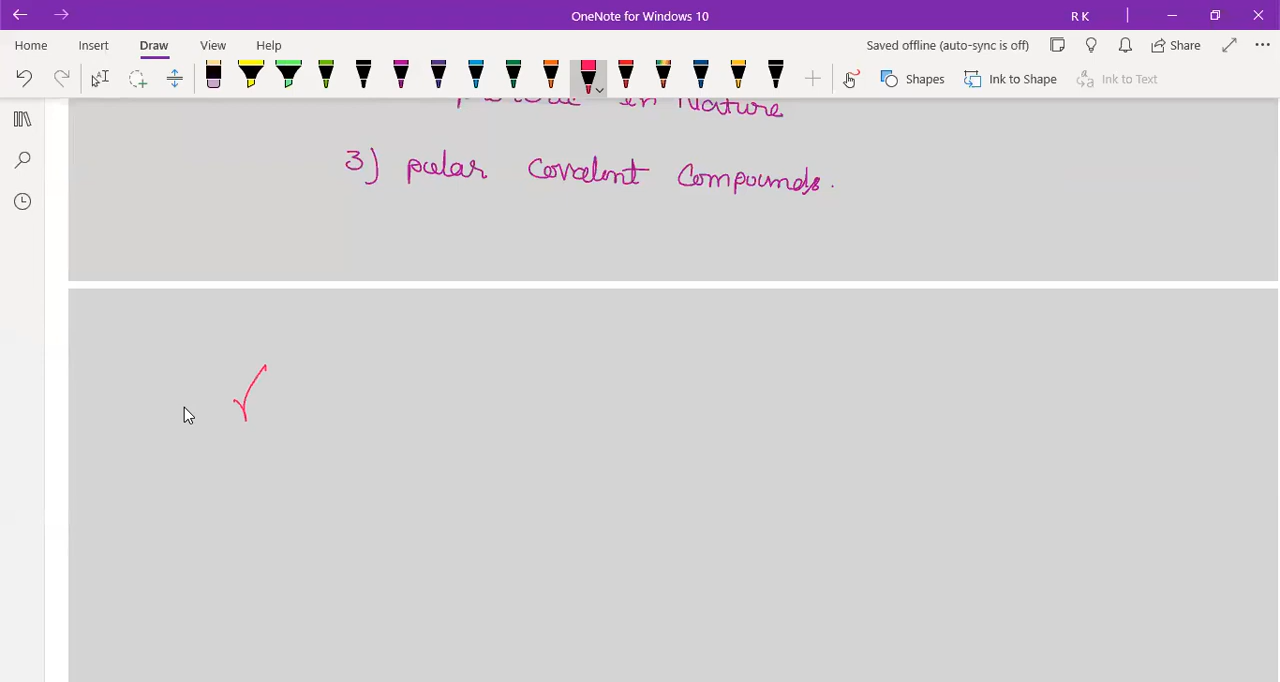 OneNote for Windows 10
R K
Home Insert Draw View Help
Saved offline (auto-sync is off) Share
Shapes Ink to Shape Ink to Text
in Nature
3) polar covalent compounds.